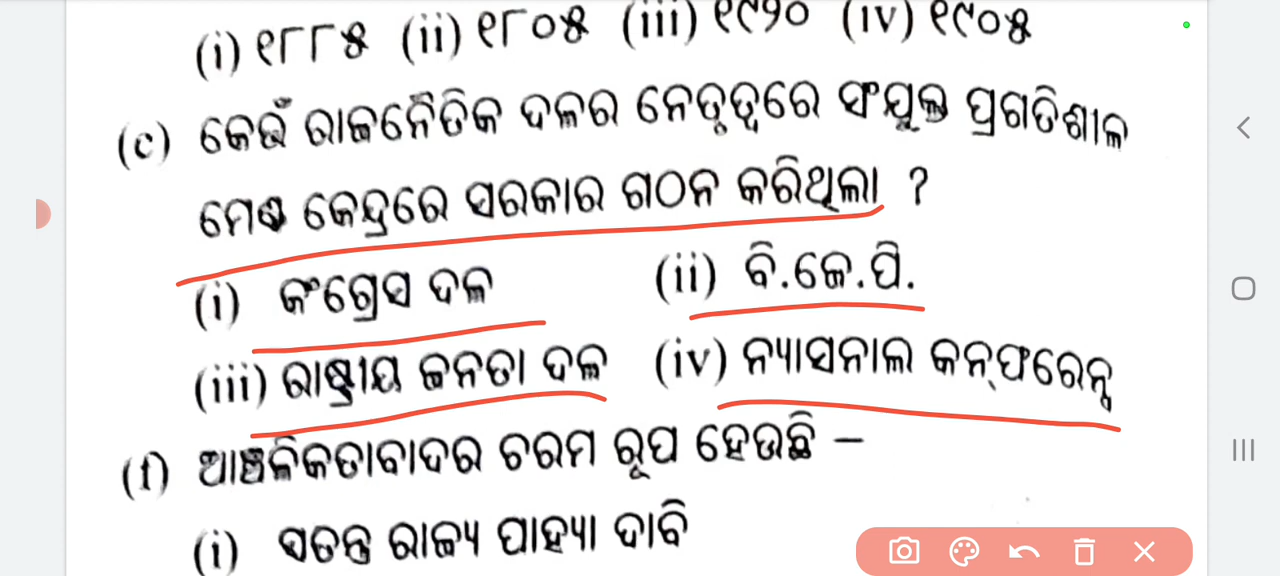 (i) ୧୮୮୫ (ii) ୧୮୦୫ (iii) ୧୯୨୦ (iv) ୧୯୦୫
(c) କେଉଁ ରାଜନୈତିକ ଦଳର ନେତୃତ୍ୱରେ ସଂଯୁକ୍ତ ପ୍ରଗତିଶୀଳ
ମେଣ୍ଟ କେନ୍ଦ୍ରରେ ସରକାର ଗଠନ କରିଥିଲା ?
(i) କଂଗ୍ରେସ ଦଳ (ii) ବି.ଜେ.ପି.
(iii) ରାଷ୍ଟ୍ରୀୟ ଜନତା ଦଳ (iv) ନ୍ୟାସନାଲ କନ୍‌ଫରେନ୍ସ
(f) ଆଞ୍ଚଳିକତାବାଦର ଚରମ ରୂପ ହେଉଛି –
(i) ସତନ୍ତ୍ର ରାଜ୍ୟ ପାହ୍ୟା ଦାବି